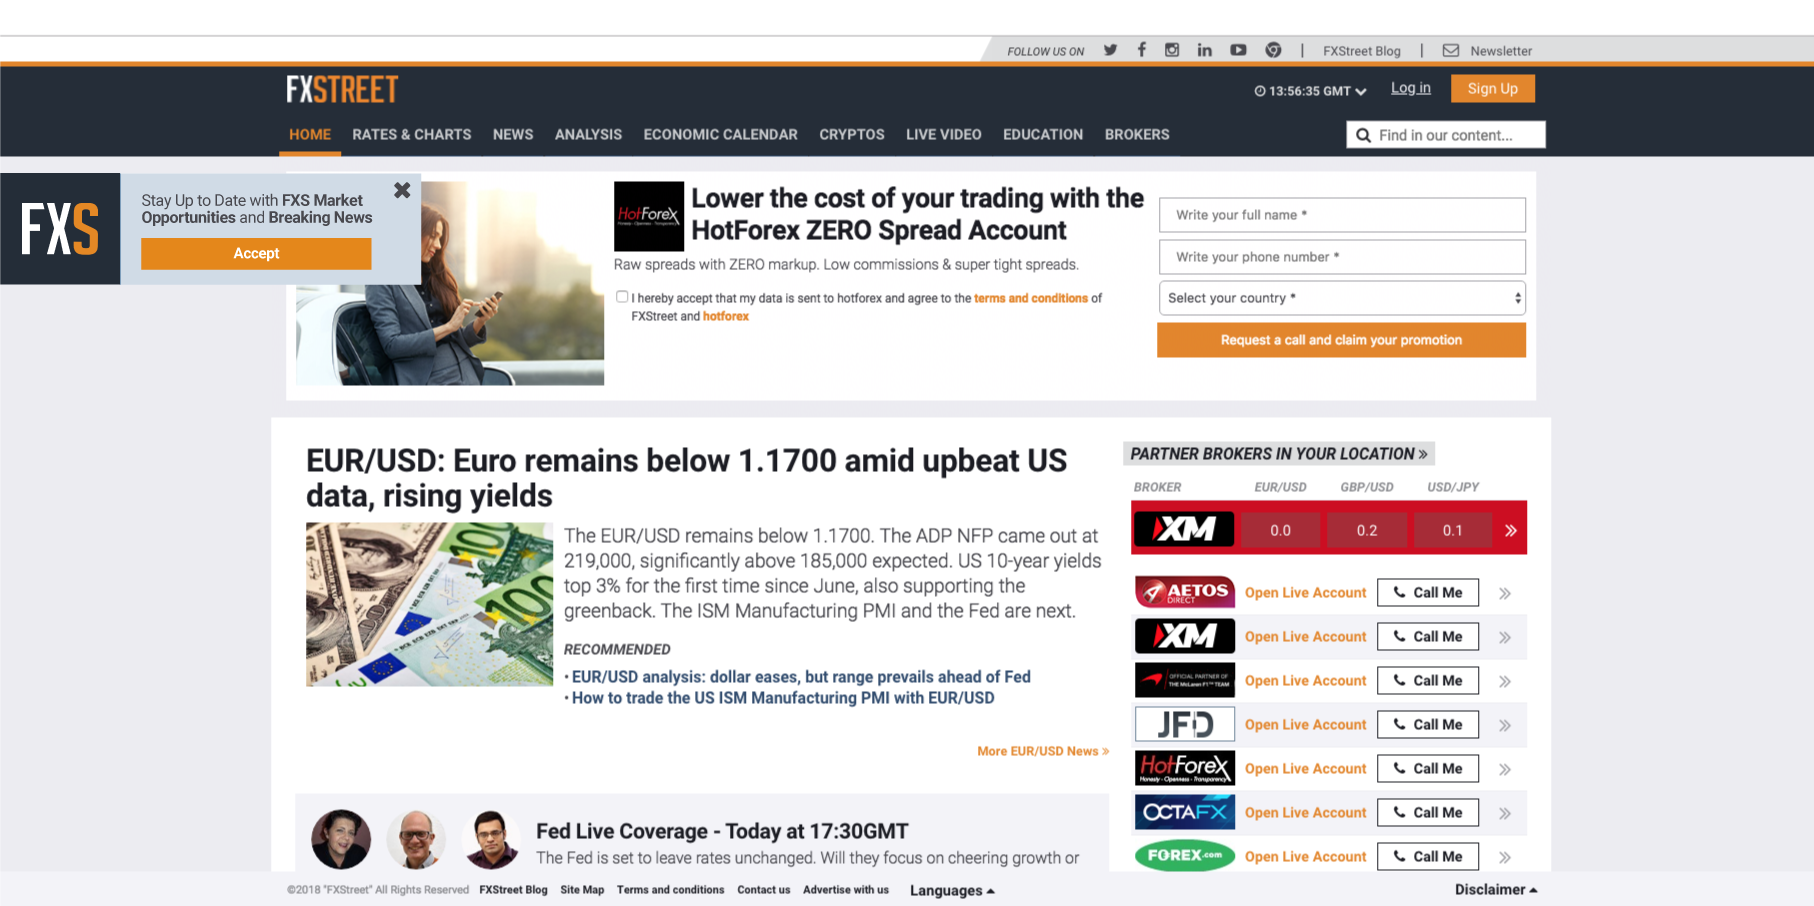 FOLLOW US ON | FXStreet Blog | Newsletter
FXSTREET
13:56:35 GMT Log in Sign Up
HOME RATES & CHARTS NEWS ANALYSIS ECONOMIC CALENDAR CRYPTOS LIVE VIDEO EDUCATION BROKERS
Find in our content...
FXS
Stay Up to Date with FXS Market
Opportunities and Breaking News
Accept
HotForex
Honesty - Openness - Transparency
Lower the cost of your trading with the
HotForex ZERO Spread Account
Raw spreads with ZERO markup. Low commissions & super tight spreads.
I hereby accept that my data is sent to hotforex and agree to the terms and conditions of
FXStreet and hotforex
Write your full name *
Write your phone number *
Select your country *
Request a call and claim your promotion
EUR/USD: Euro remains below 1.1700 amid upbeat US
data, rising yields
The EUR/USD remains below 1.1700. The ADP NFP came out at
219,000, significantly above 185,000 expected. US 10-year yields
top 3% for the first time since June, also supporting the
greenback. The ISM Manufacturing PMI and the Fed are next.
RECOMMENDED
• EUR/USD analysis: dollar eases, but range prevails ahead of Fed
• How to trade the US ISM Manufacturing PMI with EUR/USD
More EUR/USD News »
Fed Live Coverage - Today at 17:30GMT
The Fed is set to leave rates unchanged. Will they focus on cheering growth or
PARTNER BROKERS IN YOUR LOCATION »
BROKER EUR/USD GBP/USD USD/JPY
XM 0.0 0.2 0.1 »
AETOS DIRECT Open Live Account Call Me »
XM Open Live Account Call Me »
OFFICIAL PARTNER OF
THE McLaren F1™ TEAM Open Live Account Call Me »
JFD Open Live Account Call Me »
HotForex
Honesty - Openness - Transparency Open Live Account Call Me »
OCTAFX Open Live Account Call Me »
FOREX.com Open Live Account Call Me »
©2018 "FXStreet" All Rights Reserved FXStreet Blog Site Map Terms and conditions Contact us Advertise with us Languages Disclaimer